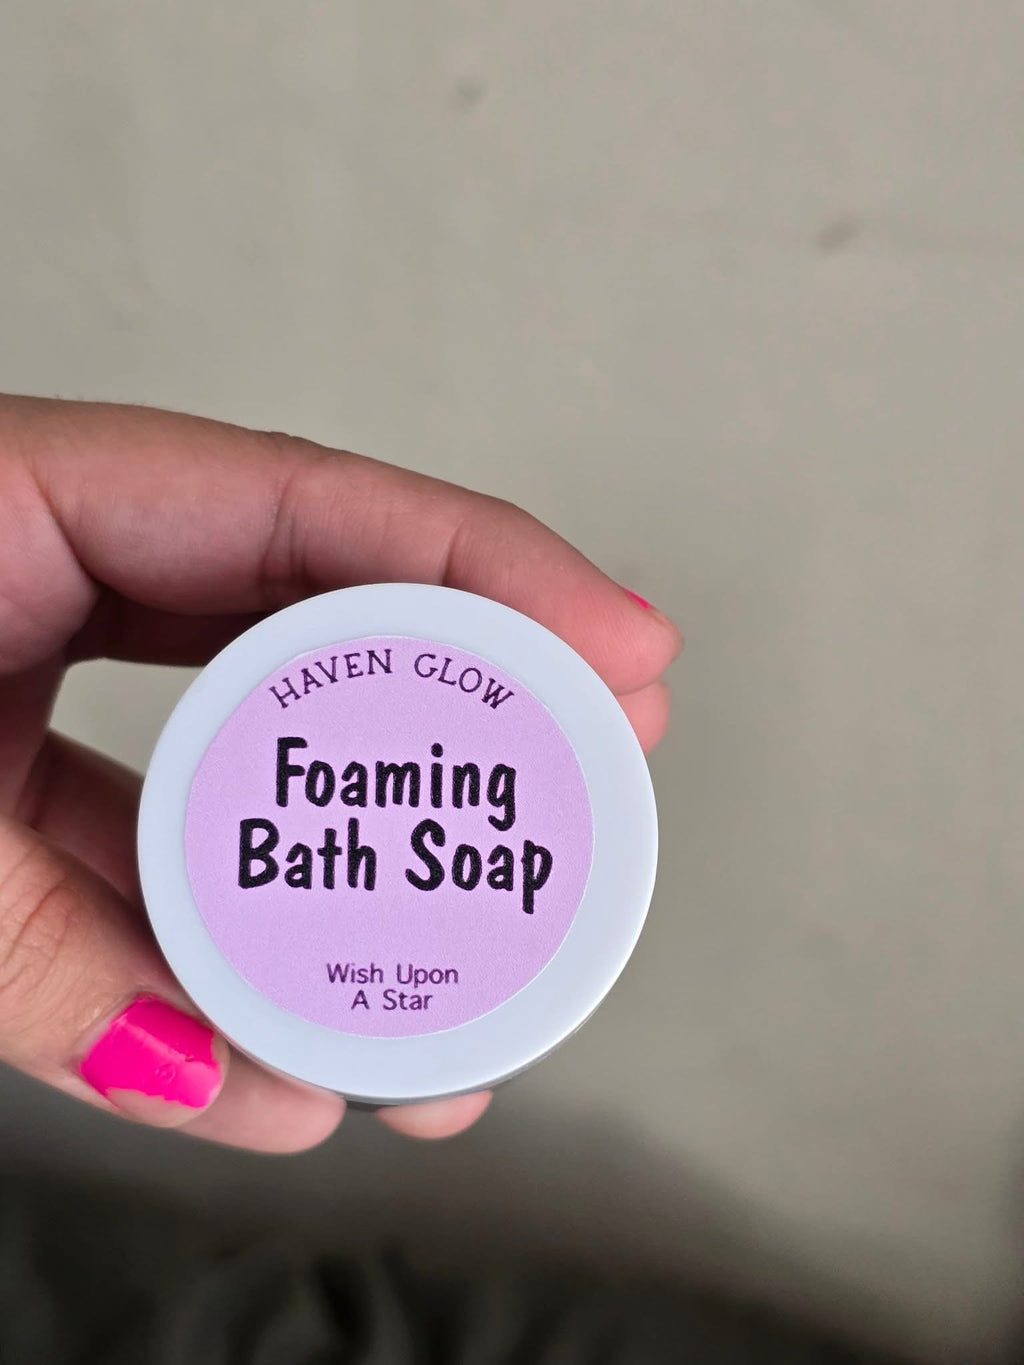 HAVEN GLOW
Foaming
Bath Soap
Wish Upon
A Star